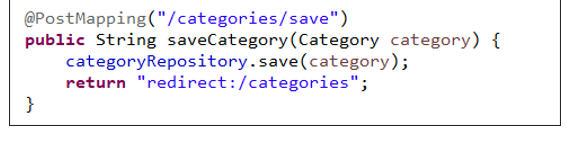 @PostMapping("/categories/save")
public String saveCategory(Category category) {
    categoryRepository.save(category);
    return "redirect:/categories";
}